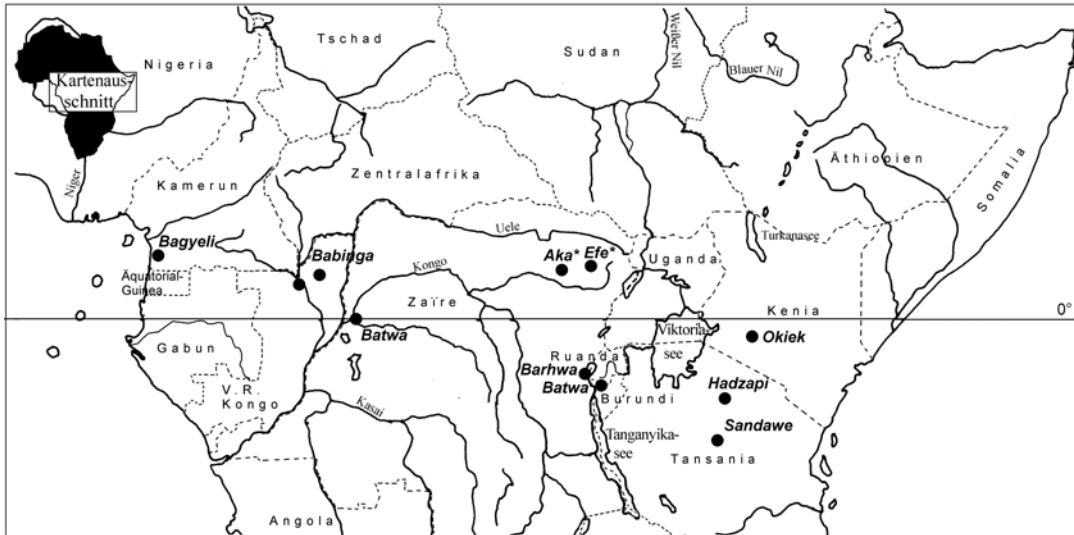 Tschad
Sudan
Weißer Nil
Nigeria
Blauer Nil
Kartenaus-
schnitt
Äthiopien
Zentralafrika
Niger
Kamerun
Somalia
Uele
Turkanasee
Bagyeli
Babinga
Aka*
Efe*
Uganda
Äquatorial-
Guinea
Kongo
Zaïre
Kenia
0°
Batwa
Viktoria-
see
Okiek
Gabun
Ruanda
Barhwa
Batwa
Burundi
Hadzapi
V.R.
Kongo
Kasai
Sandawe
Tanganyika-
see
Tansania
Angola